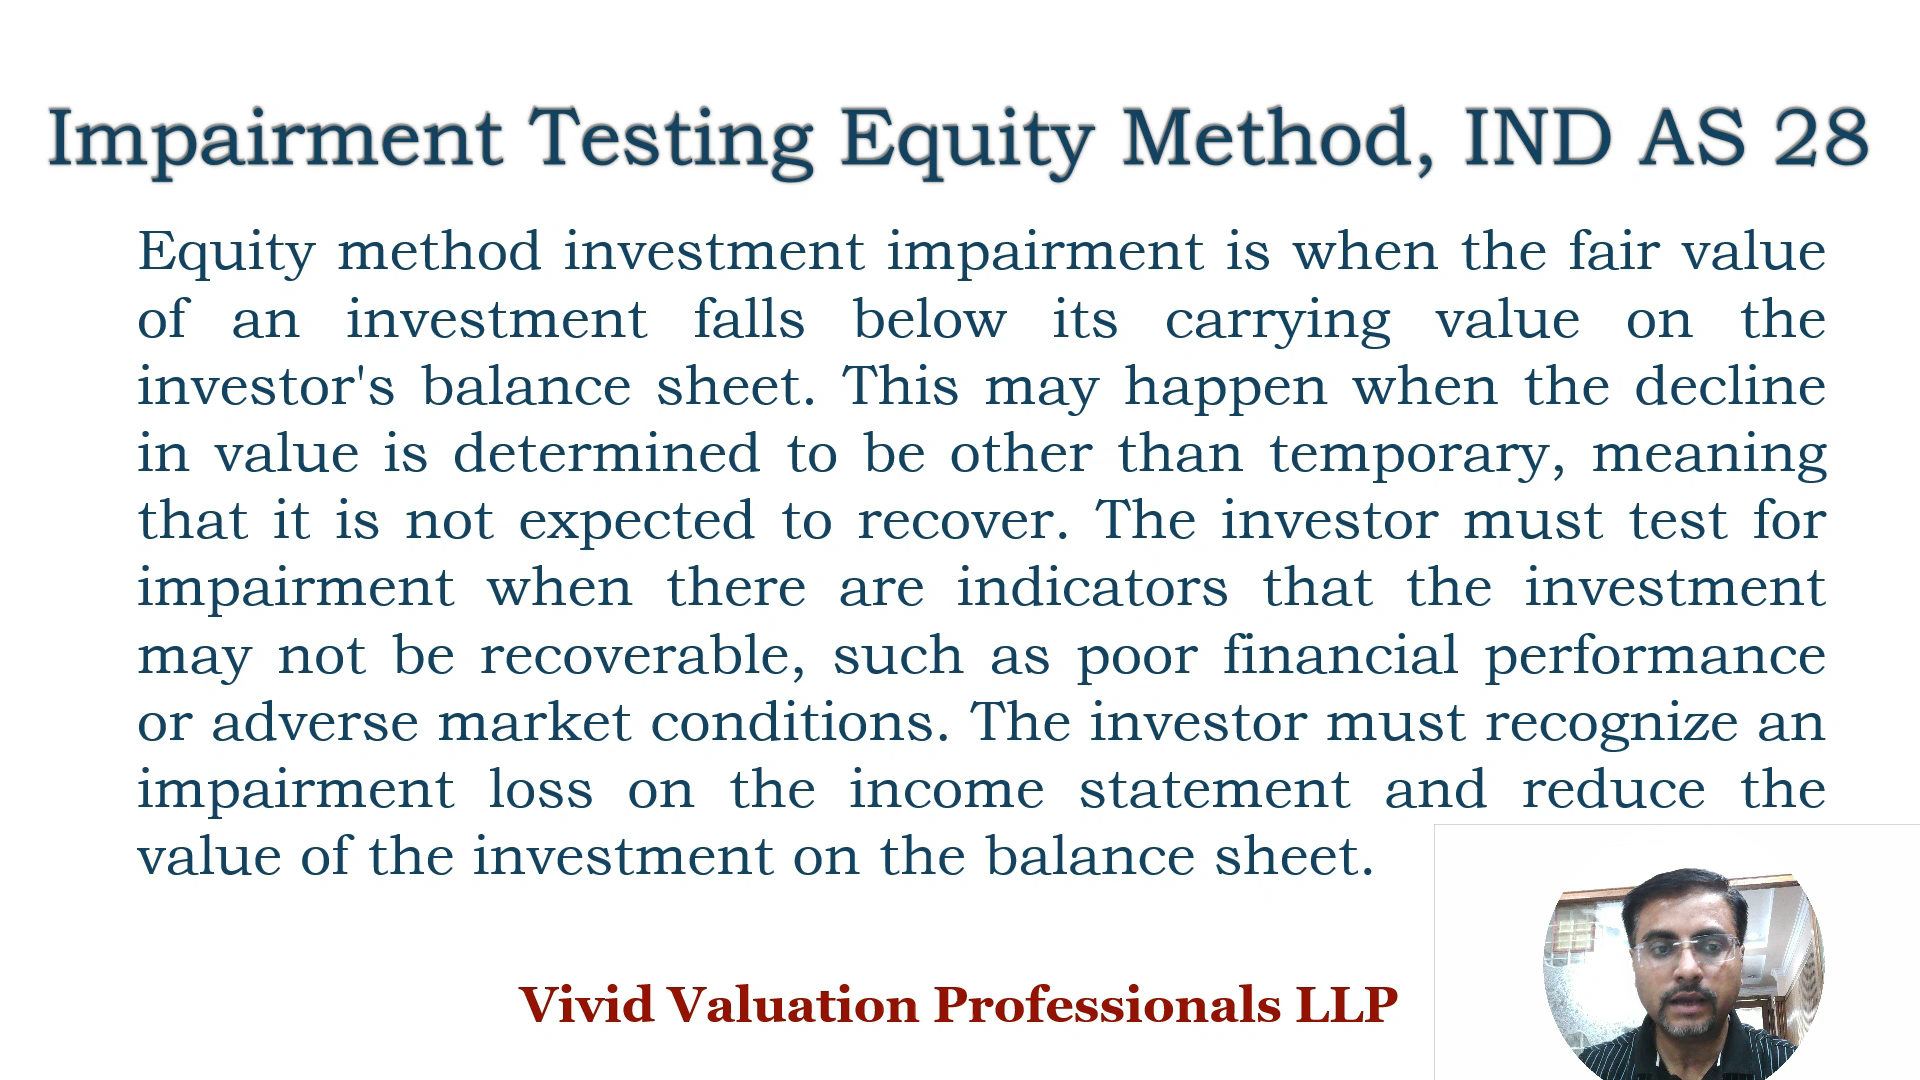 Impairment Testing Equity Method, IND AS 28
Equity method investment impairment is when the fair value
of an investment falls below its carrying value on the
investor's balance sheet. This may happen when the decline
in value is determined to be other than temporary, meaning
that it is not expected to recover. The investor must test for
impairment when there are indicators that the investment
may not be recoverable, such as poor financial performance
or adverse market conditions. The investor must recognize an
impairment loss on the income statement and reduce the
value of the investment on the balance sheet.
Vivid Valuation Professionals LLP